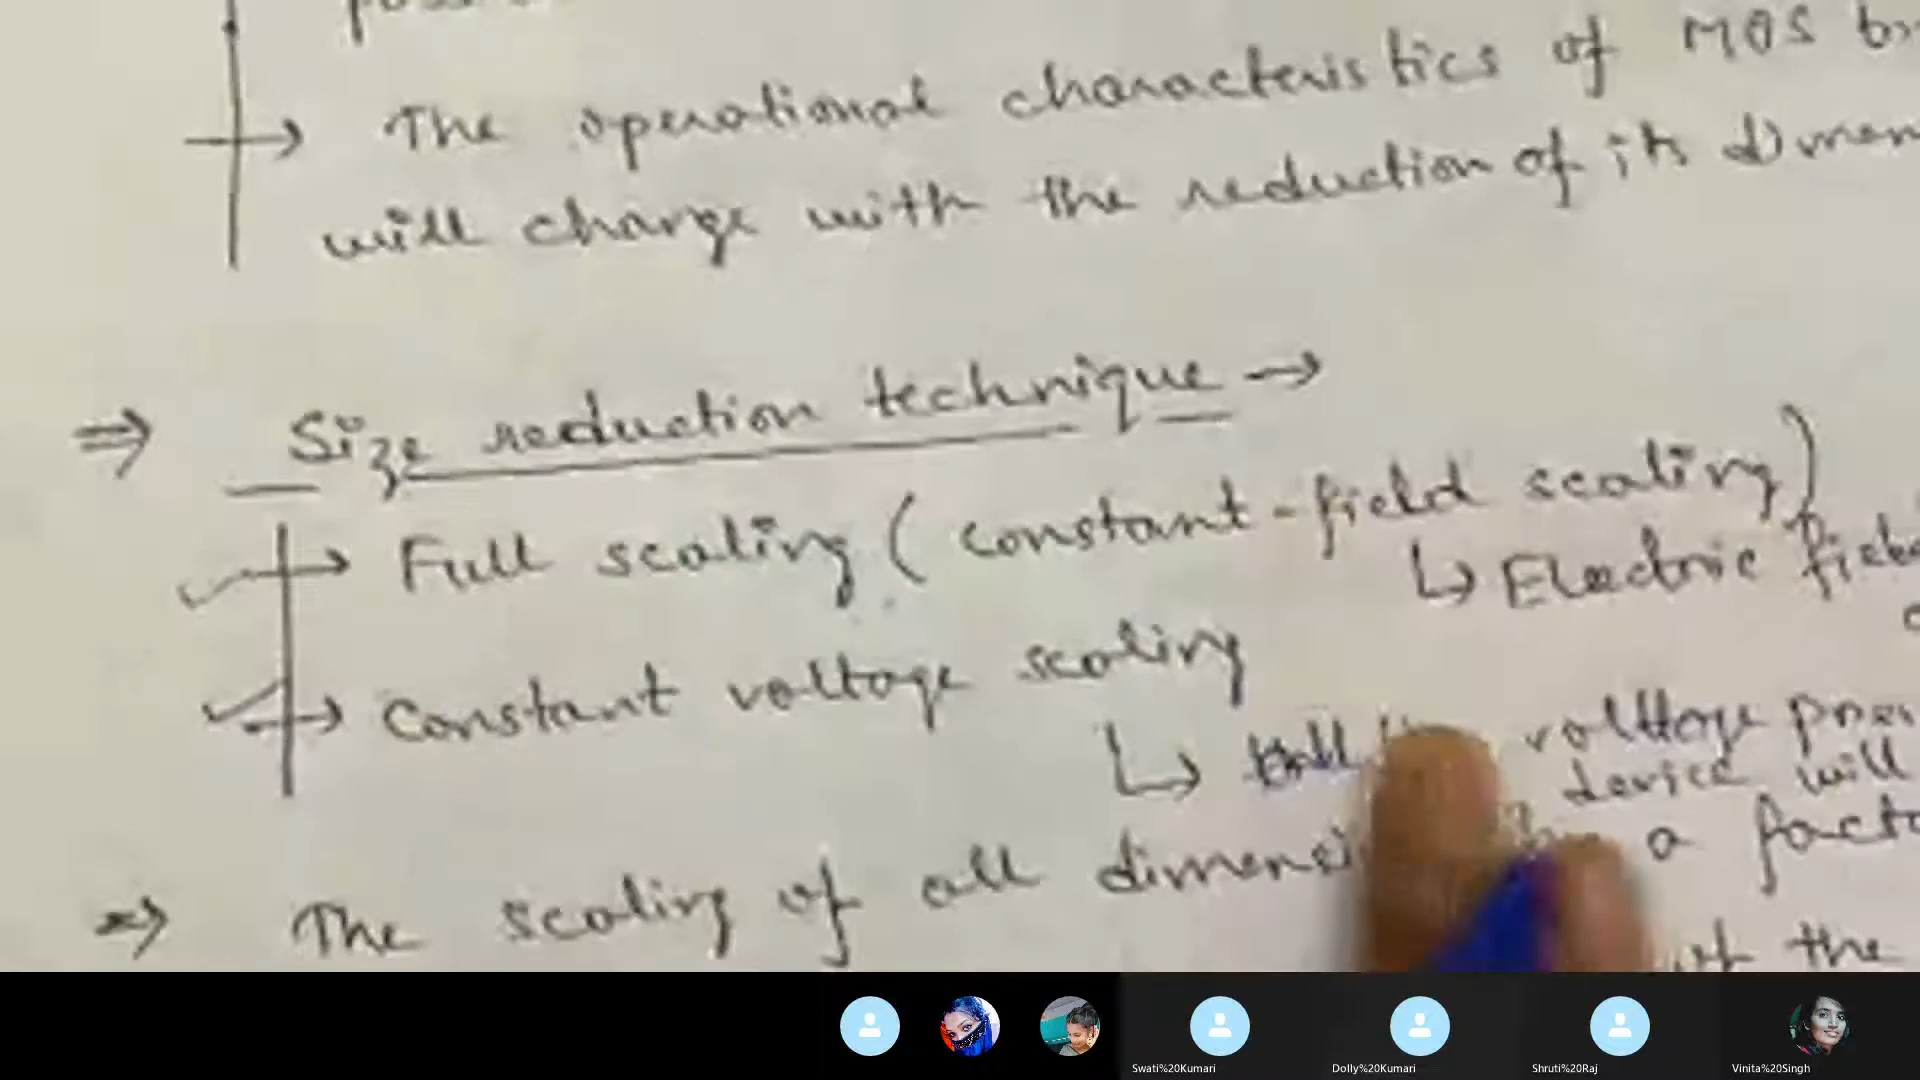 The operational characteristics of MOS
will change with the reduction of its
⇒ Size reduction technique →
→ Full scaling (constant-field scaling)
↳ Electric
→ Constant voltage scaling
↳ voltage
device will
⇒ The scaling of all a
the
Swati%20Kumari Dolly%20Kumari Shruti%20Raj Vinita%20Singh